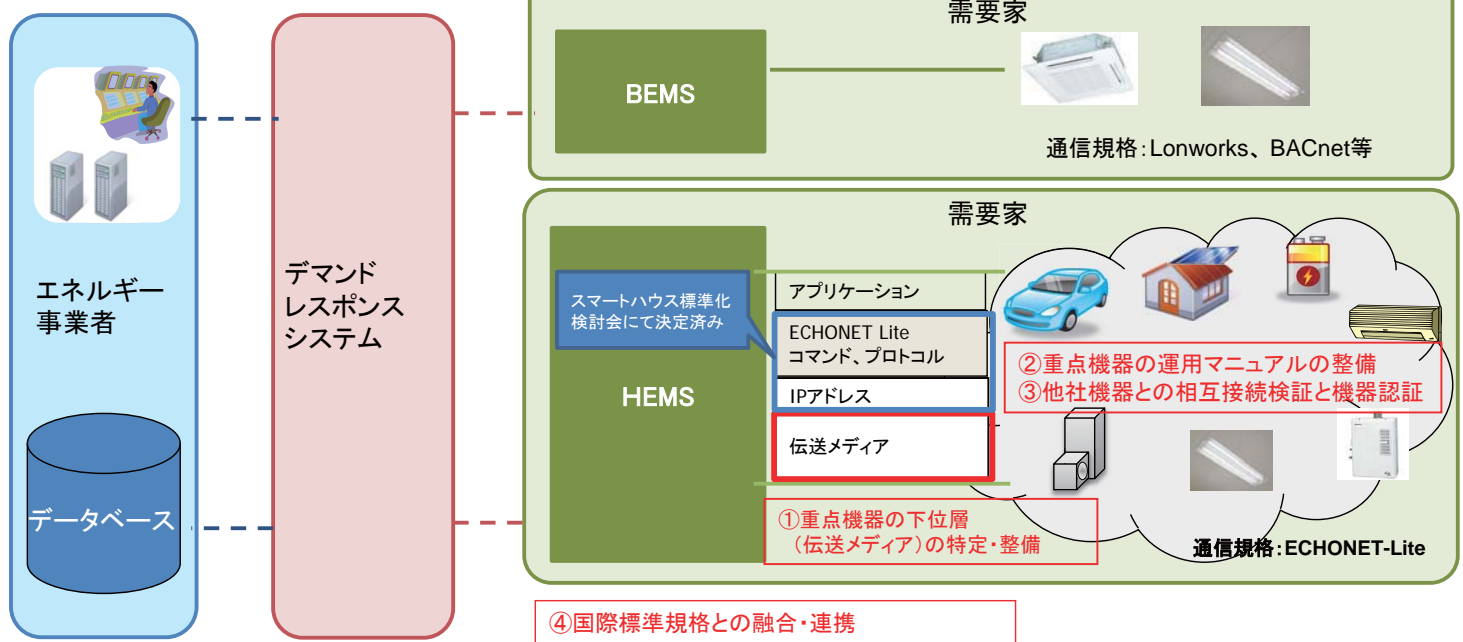 エネルギー
事業者
データベース
デマンド
レスポンス
システム
需要家
BEMS
通信規格：Lonworks、BACnet等
需要家
HEMS
スマートハウス標準化
検討会にて決定済み
アプリケーション
ECHONET Lite
コマンド、プロトコル
IPアドレス
伝送メディア
②重点機器の運用マニュアルの整備
③他社機器との相互接続検証と機器認証
①重点機器の下位層
（伝送メディア）の特定・整備
通信規格：ECHONET-Lite
④国際標準規格との融合・連携